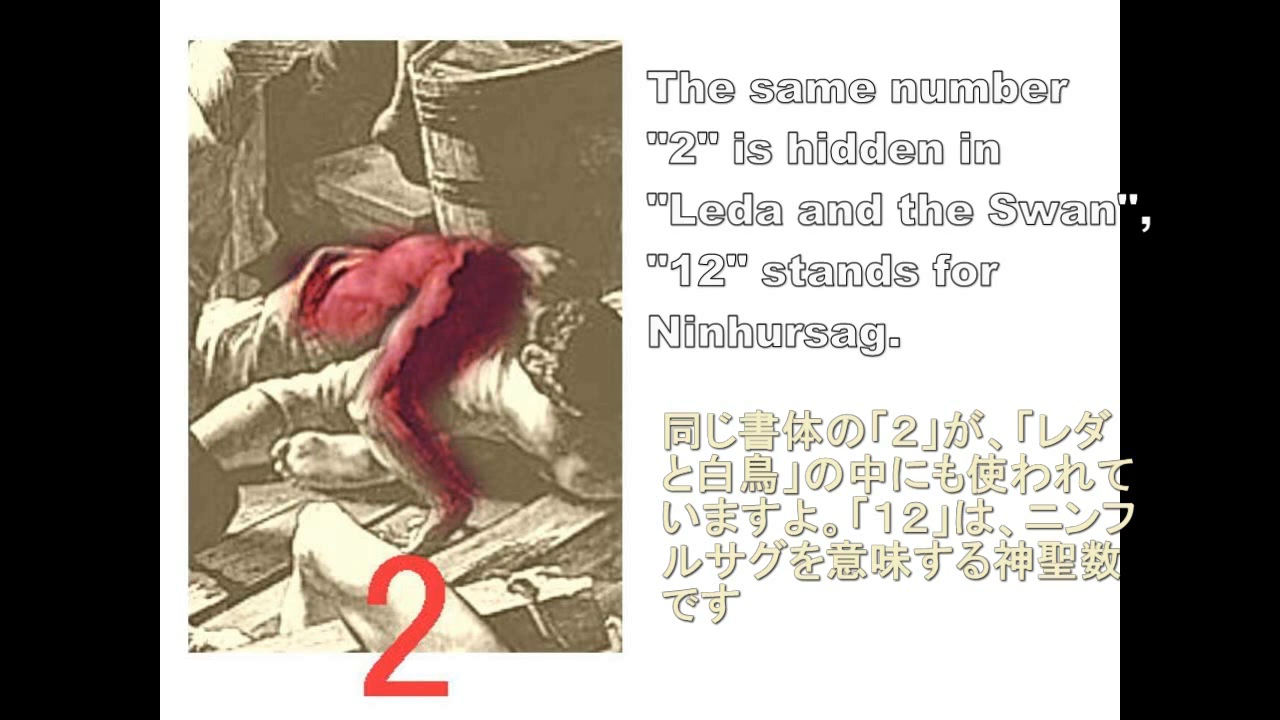 The same number
"2" is hidden in
"Leda and the Swan",
"12" stands for
Ninhursag.
同じ書体の「２」が、「レダ
と白鳥」の中にも使われて
いますよ。「１２」は、ニンフ
ルサグを意味する神聖数
です
2